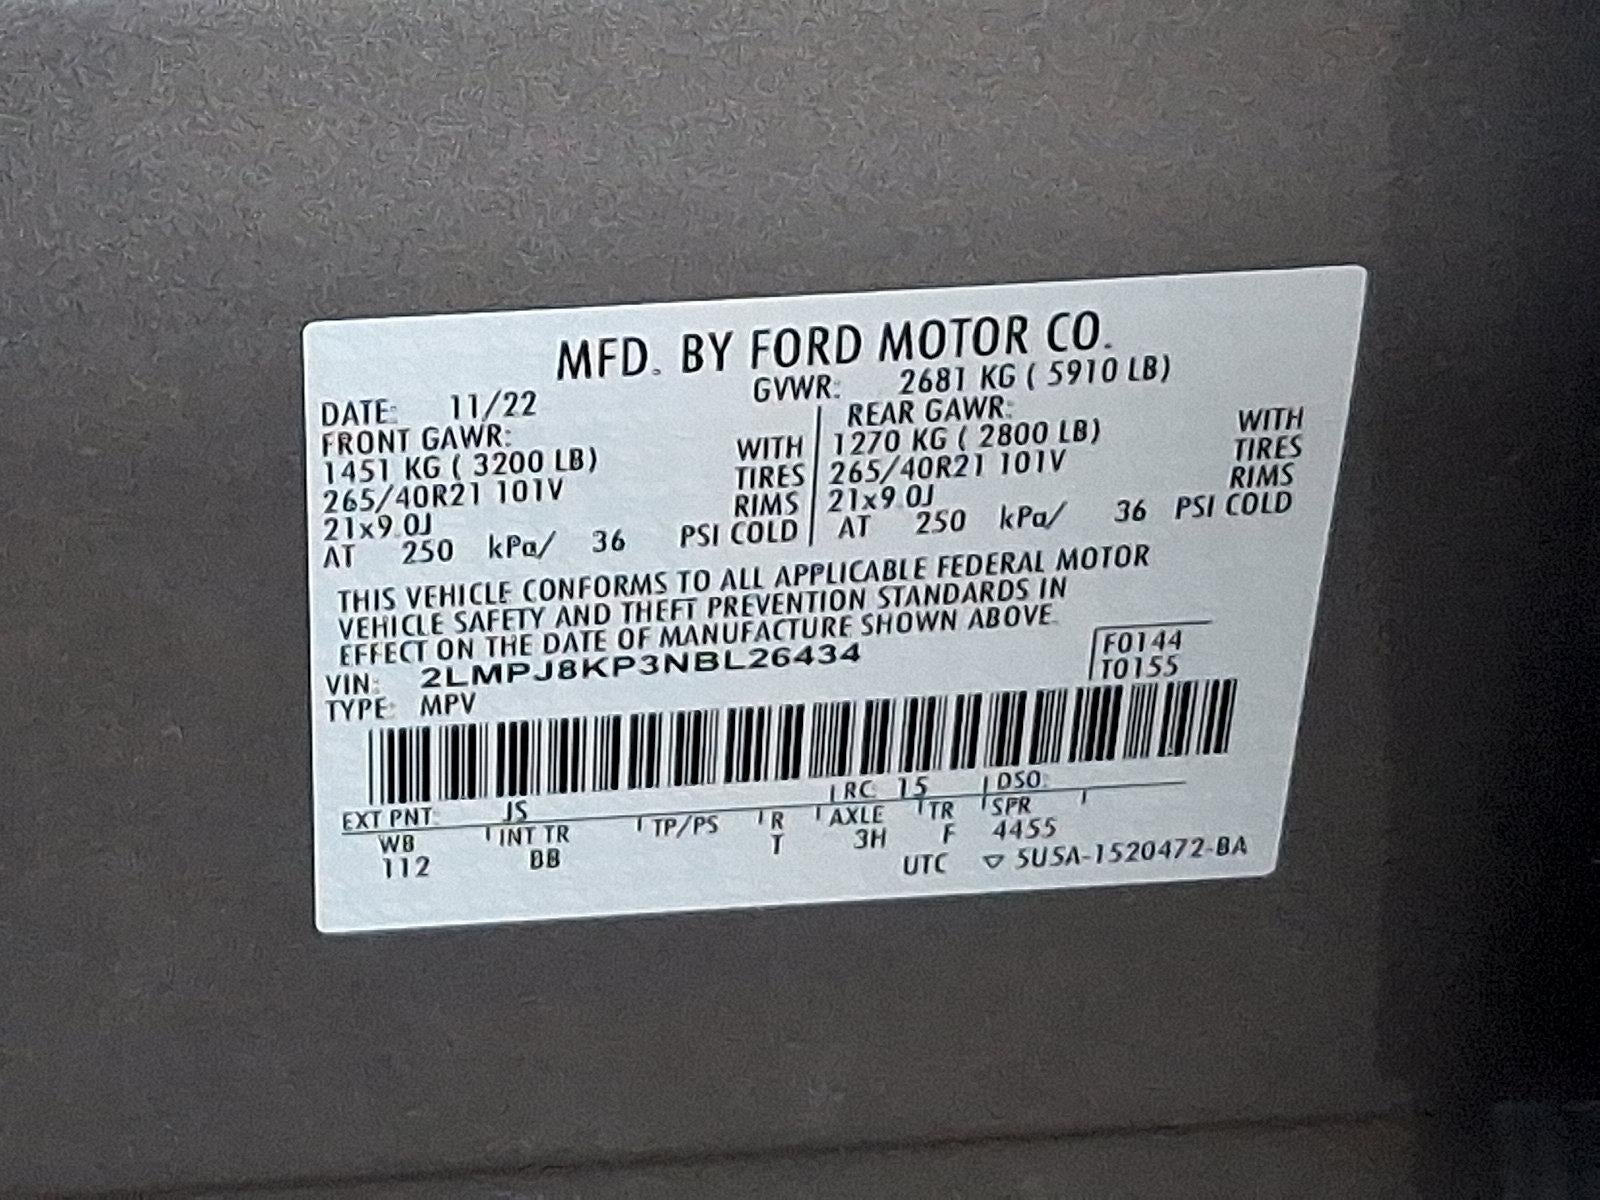 MFD. BY FORD MOTOR CO.
DATE: 11/22 GVWR: 2681 KG ( 5910 LB)
FRONT GAWR: REAR GAWR:
1451 KG ( 3200 LB) WITH 1270 KG ( 2800 LB) WITH
265/40R21 101V TIRES 265/40R21 101V TIRES
21x9.0J RIMS 21x9.0J RIMS
AT 250 kPa/ 36 PSI COLD AT 250 kPa/ 36 PSI COLD
THIS VEHICLE CONFORMS TO ALL APPLICABLE FEDERAL MOTOR
VEHICLE SAFETY AND THEFT PREVENTION STANDARDS IN
EFFECT ON THE DATE OF MANUFACTURE SHOWN ABOVE.
VIN: 2LMPJ8KP3NBL26434 F0144
TYPE: MPV T0155
EXT PNT: JS RC: 15 DSO:
WB INT TR TP/PS R AXLE TR SPR
112 BB T 3H F 4455
UTC ▽ 5U5A-1520472-BA